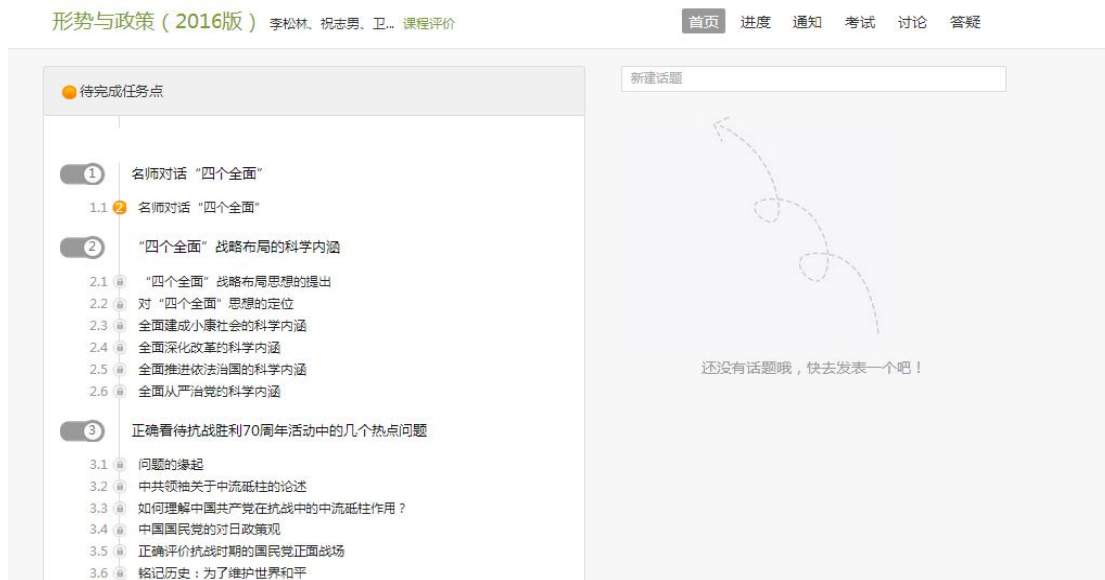 形势与政策（2016版） 李松林、祝志男、卫... 课程评价
首页 进度 通知 考试 讨论 答疑
待完成任务点
1 名师对话“四个全面”
1.1 2 名师对话“四个全面”
2 “四个全面”战略布局的科学内涵
2.1 “四个全面”战略布局思想的提出
2.2 对“四个全面”思想的定位
2.3 全面建成小康社会的科学内涵
2.4 全面深化改革的科学内涵
2.5 全面推进依法治国的科学内涵
2.6 全面从严治党的科学内涵
3 正确看待抗战胜利70周年活动中的几个热点问题
3.1 问题的缘起
3.2 中共领袖关于中流砥柱的论述
3.3 如何理解中国共产党在抗战中的中流砥柱作用？
3.4 中国国民党的对日政策观
3.5 正确评价抗战时期的国民党正面战场
3.6 铭记历史：为了维护世界和平
新建话题
还没有话题哦，快去发表一个吧！